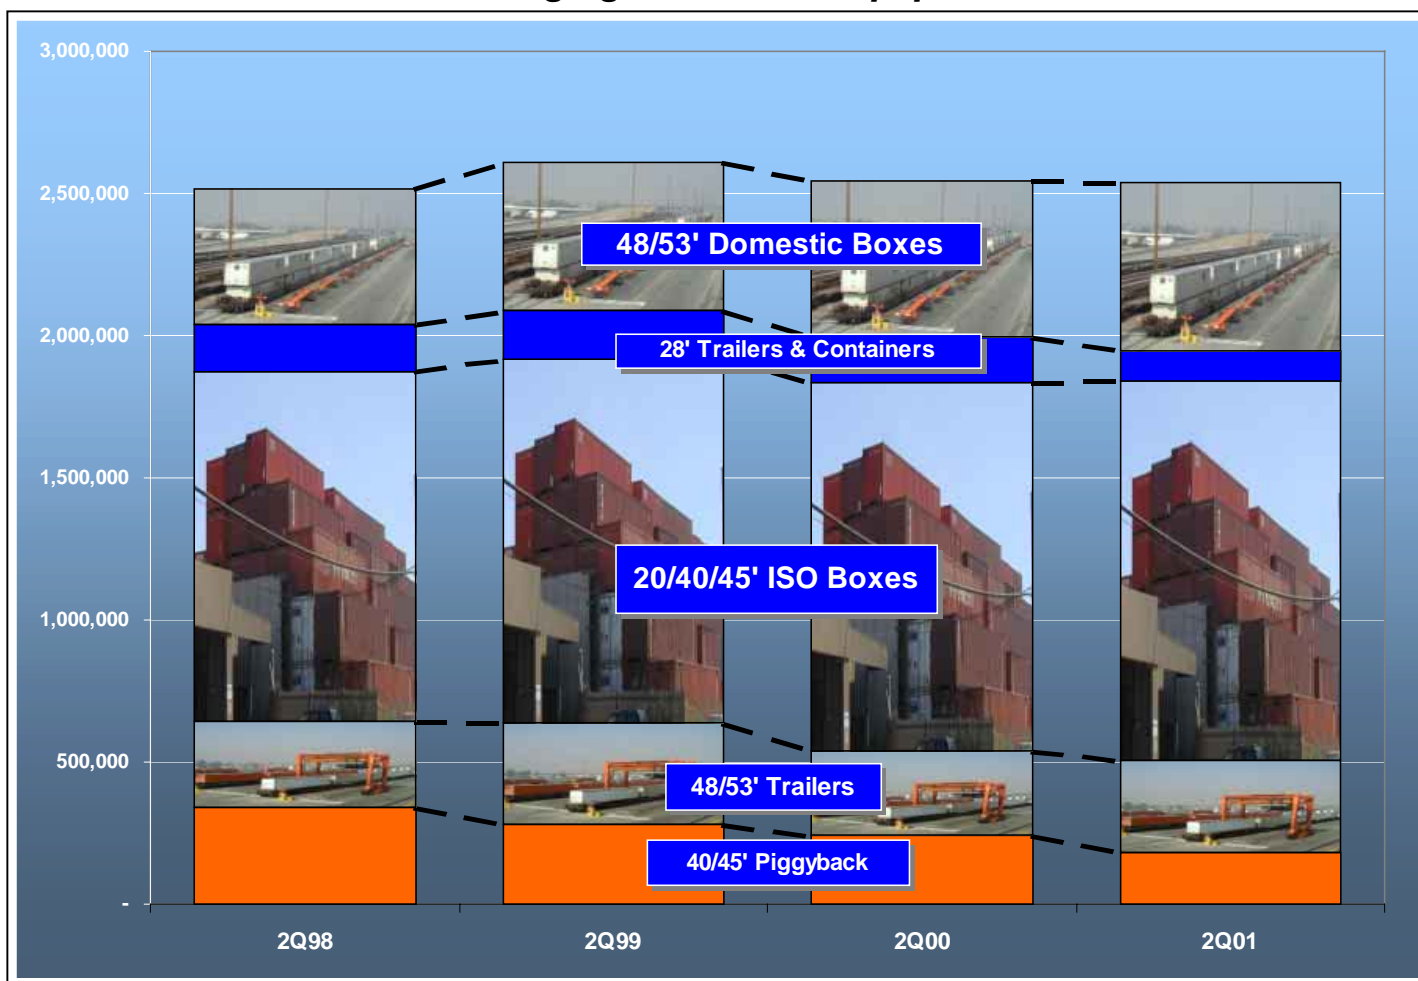 3,000,000
2,500,000
48/53' Domestic Boxes
2,000,000
28' Trailers & Containers
1,500,000
20/40/45' ISO Boxes
1,000,000
500,000
48/53' Trailers
40/45' Piggyback
-
2Q98 2Q99 2Q00 2Q01